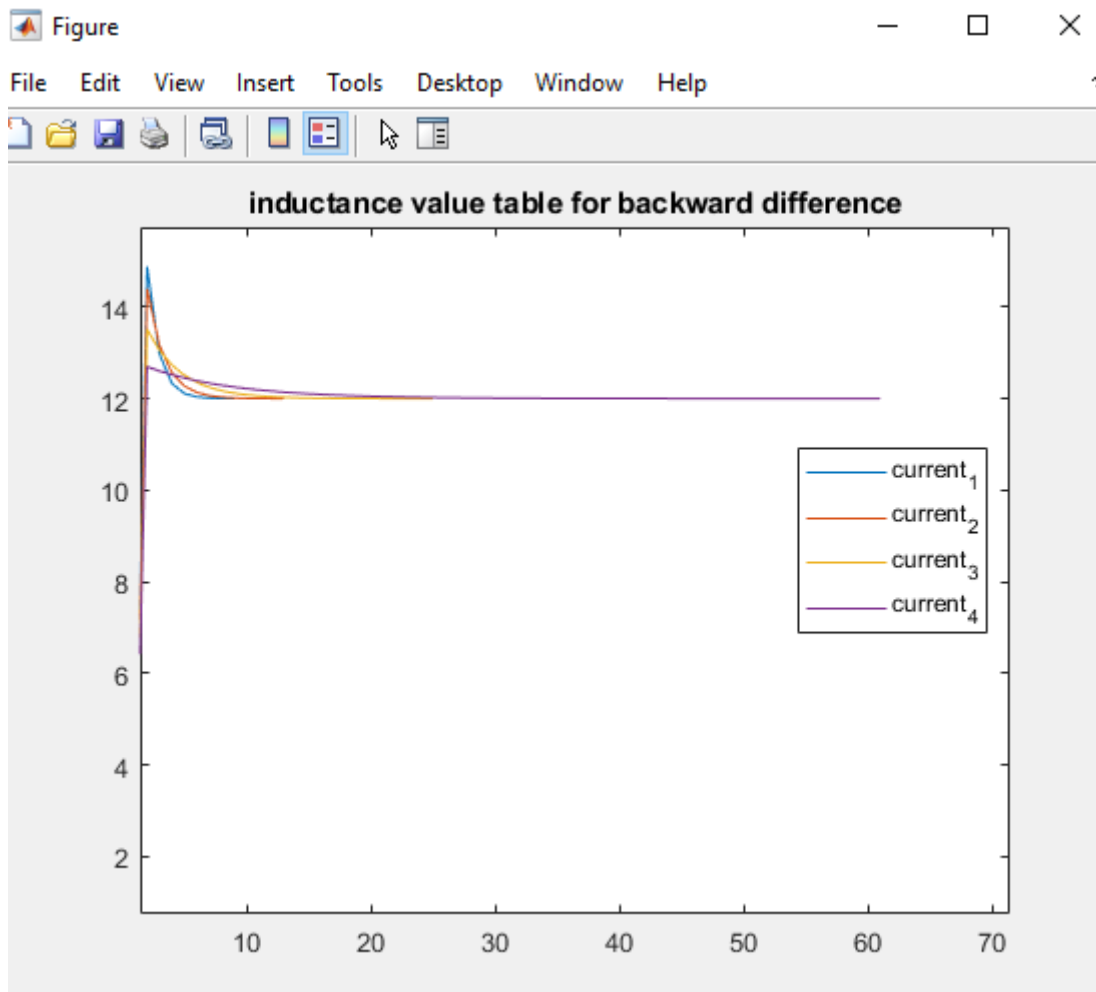 Figure
File Edit View Insert Tools Desktop Window Help
inductance value table for backward difference
14
12
10
8
6
4
2
10 20 30 40 50 60 70
current1
current2
current3
current4